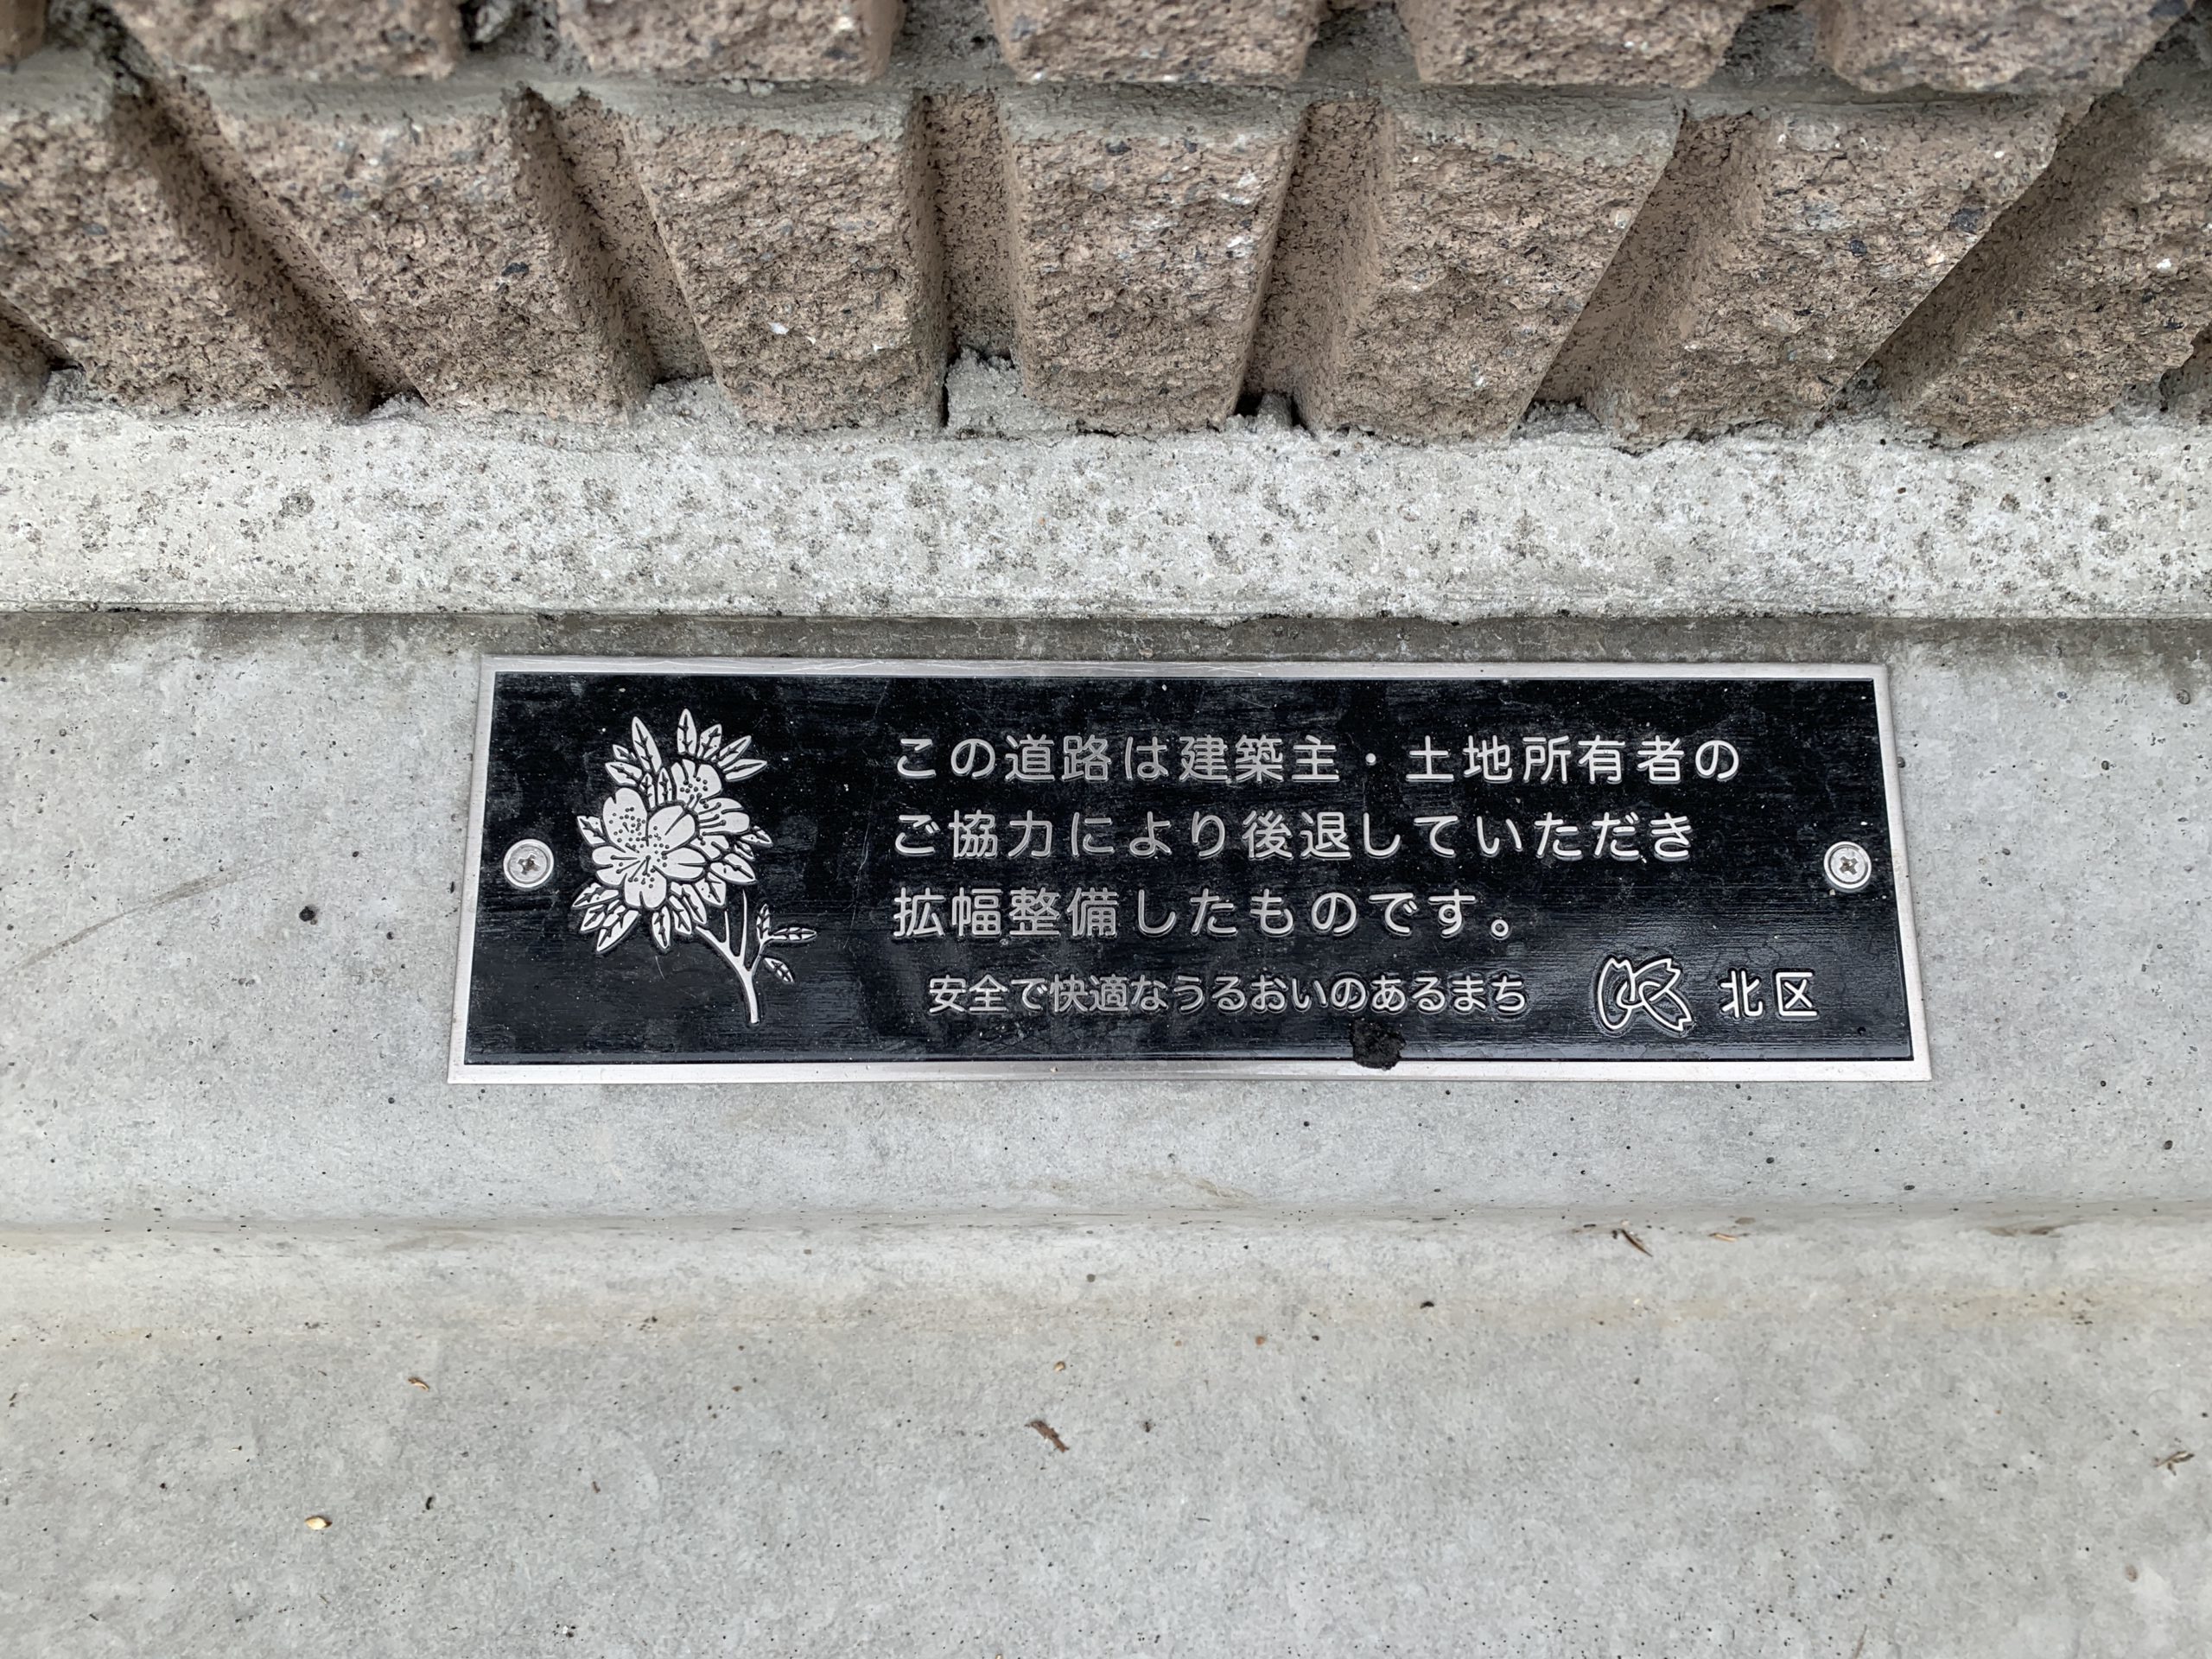 この道路は建築主・土地所有者の
ご協力により後退していただき
拡幅整備したものです。
安全で快適なうるおいのあるまち
北区